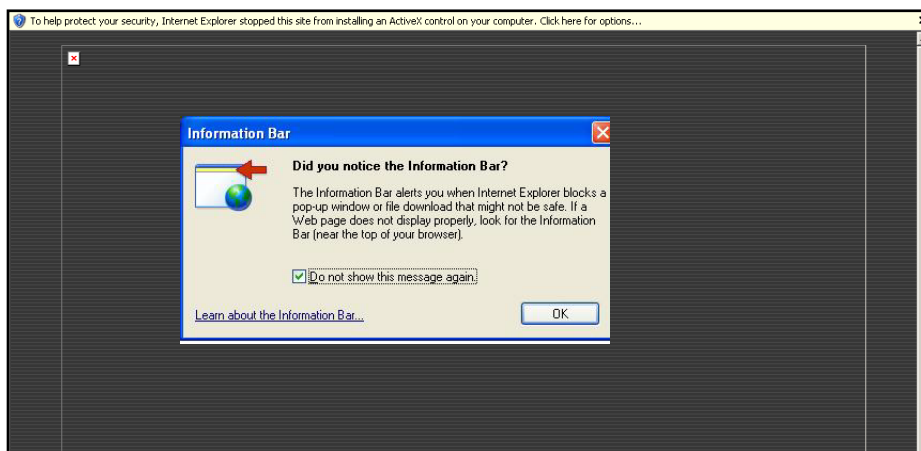 To help protect your security, Internet Explorer stopped this site from installing an ActiveX control on your computer. Click here for options...
Information Bar
Did you notice the Information Bar?
The Information Bar alerts you when Internet Explorer blocks a
pop-up window or file download that might not be safe. If a
Web page does not display properly, look for the Information
Bar (near the top of your browser).
Do not show this message again.
Learn about the Information Bar...
OK